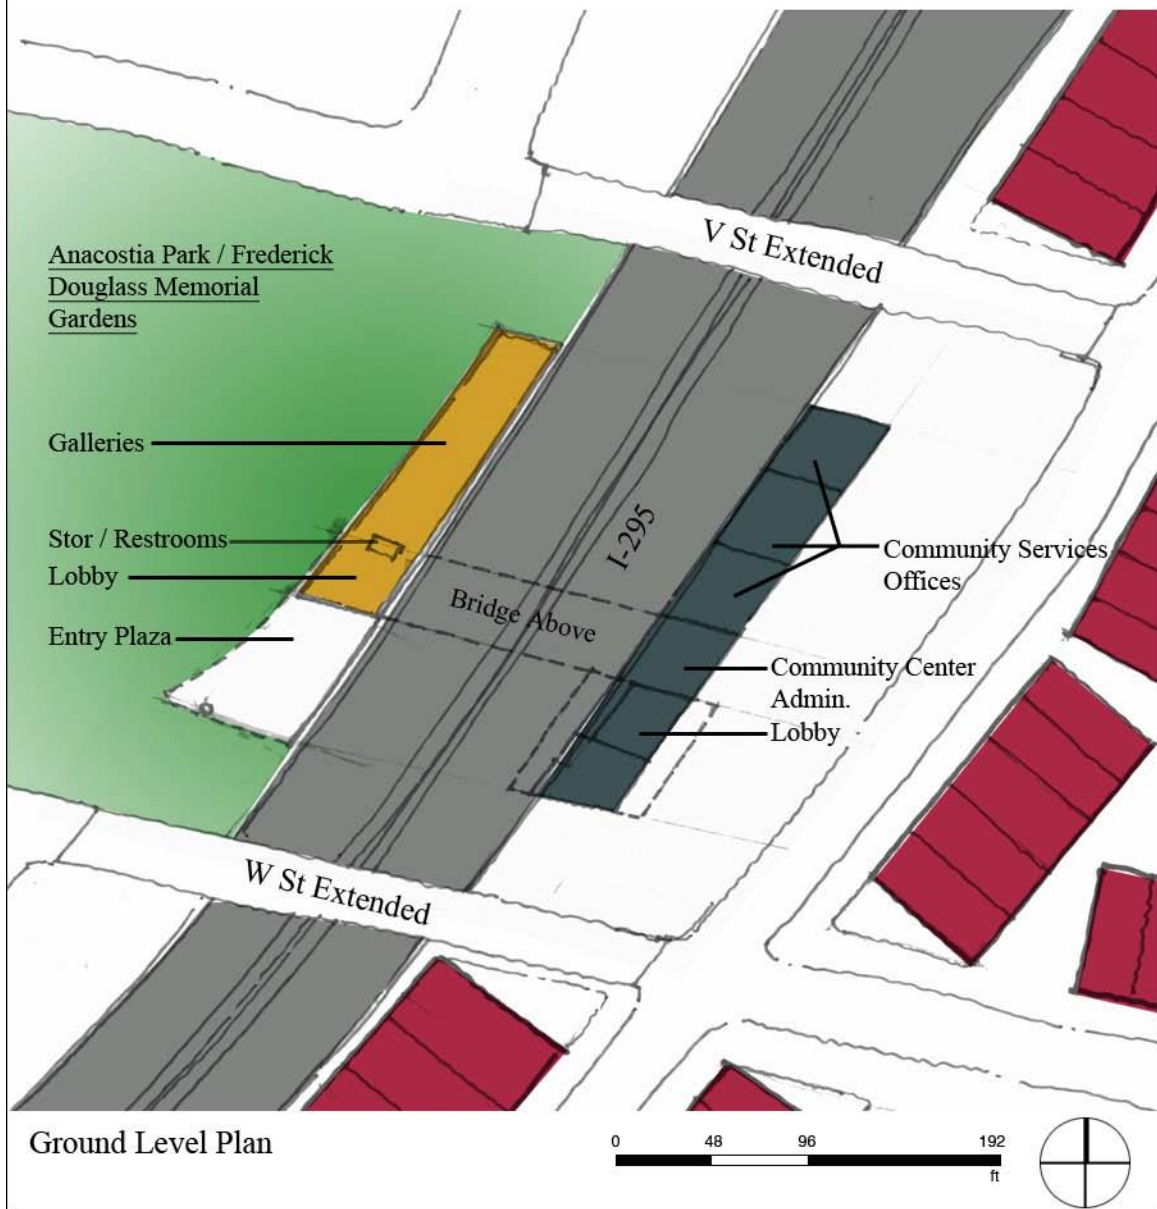 V St Extended
Anacostia Park / Frederick
Douglass Memorial
Gardens
Galleries
I-295
Stor / Restrooms
Community Services
Offices
Lobby
Bridge Above
Entry Plaza
Community Center
Admin.
Lobby
W St Extended
Ground Level Plan
0 48 96 192
ft